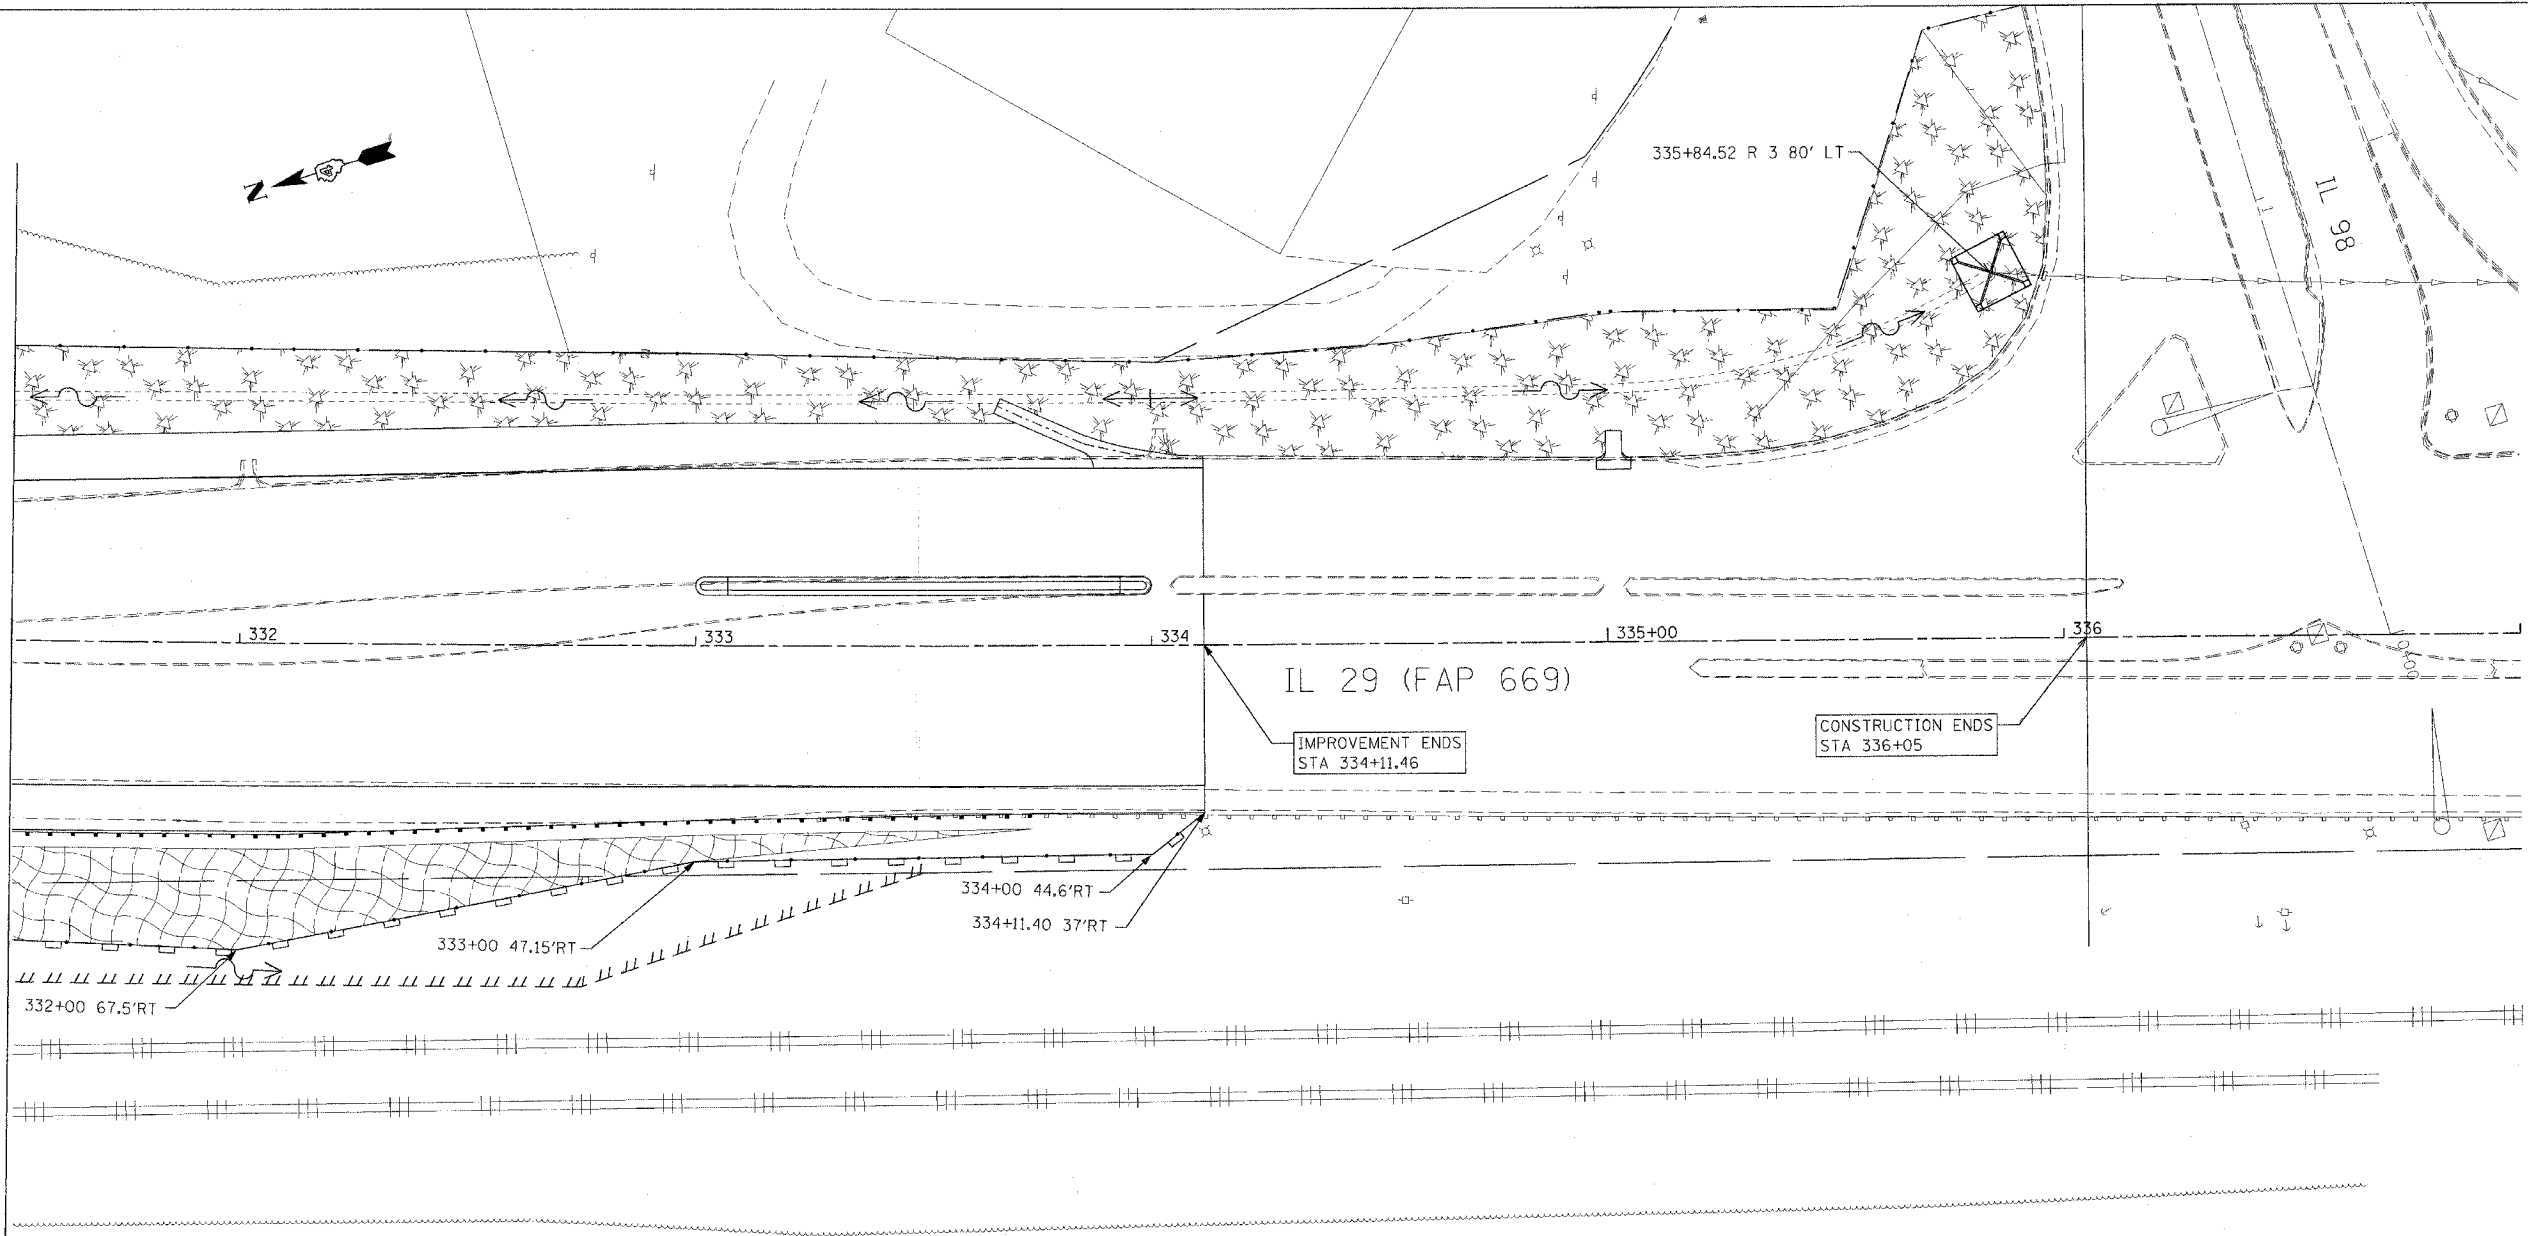 335+84.52 R 3 80' LT
N
IL 98
332
333
334
335+00
336
IL 29 (FAP 669)
IMPROVEMENT ENDS
STA 334+11.46
CONSTRUCTION ENDS
STA 336+05
334+00 44.6'RT
334+11.40 37'RT
333+00 47.15'RT
332+00 67.5'RT